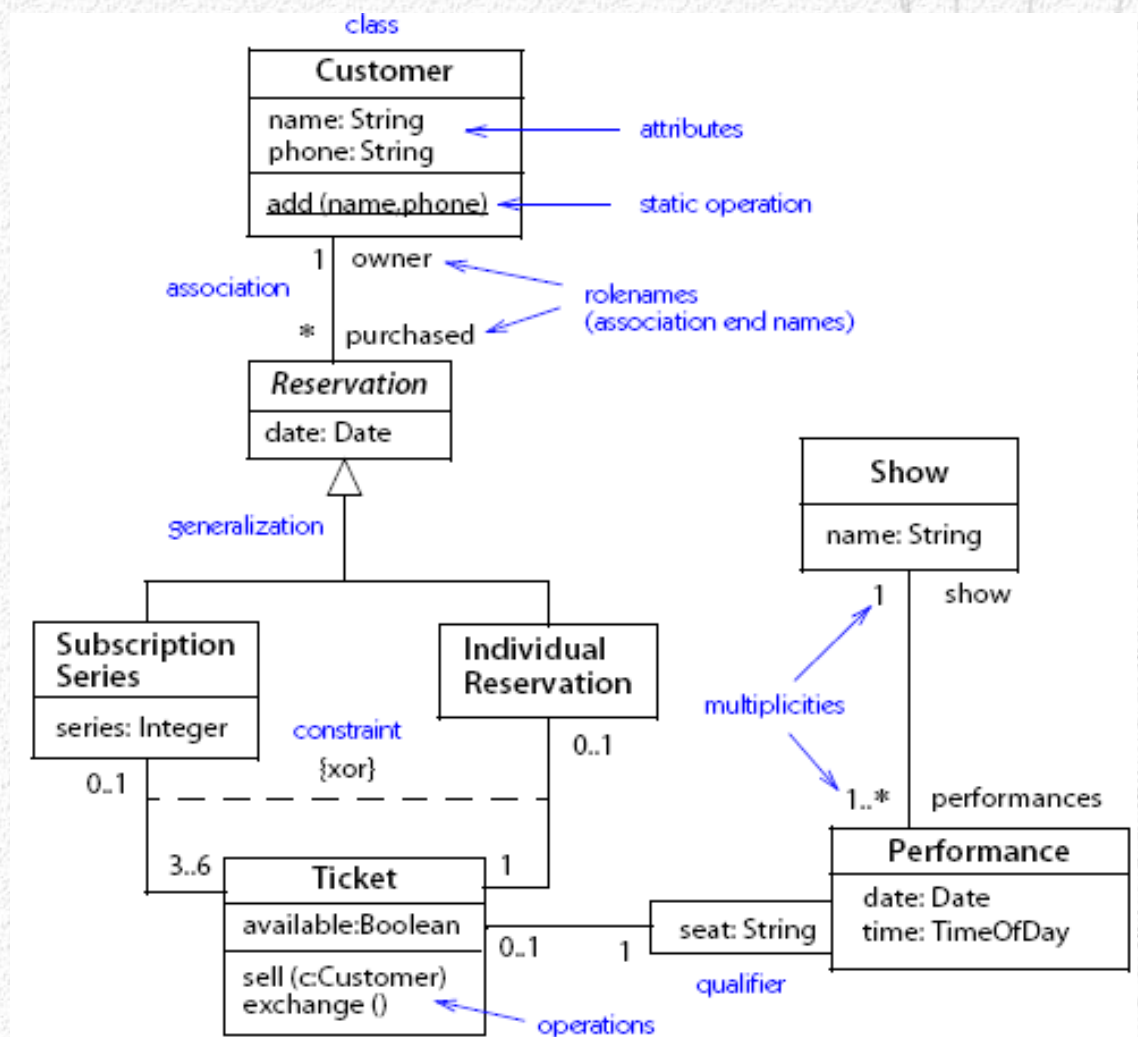 class
Customer
name: String
phone: String
attributes
add (name,phone)
static operation
1 owner
association
rolenames
(association end names)
* purchased
Reservation
date: Date
generalization
Show
name: String
1 show
Subscription
Series
series: Integer
Individual
Reservation
multiplicities
constraint
{xor}
0..1
0..1
1..* performances
3..6
Ticket
1
available:Boolean
sell (c:Customer)
exchange ()
operations
0..1
1
seat: String
qualifier
Performance
date: Date
time: TimeOfDay